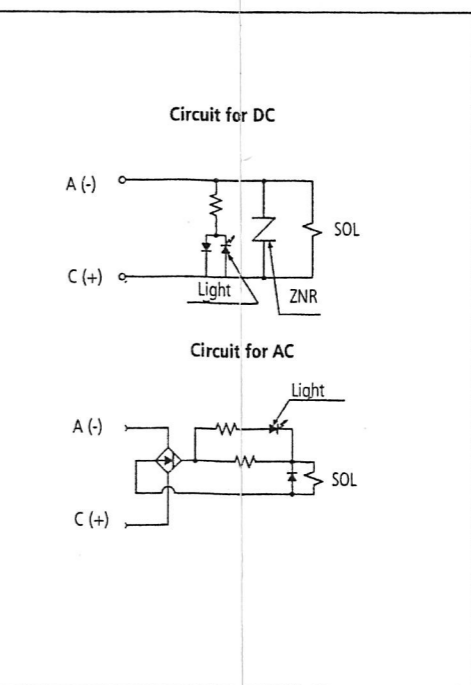 Circuit for DC
A (-)
SOL
C (+)
Light
ZNR
Circuit for AC
Light
A (-)
SOL
C (+)